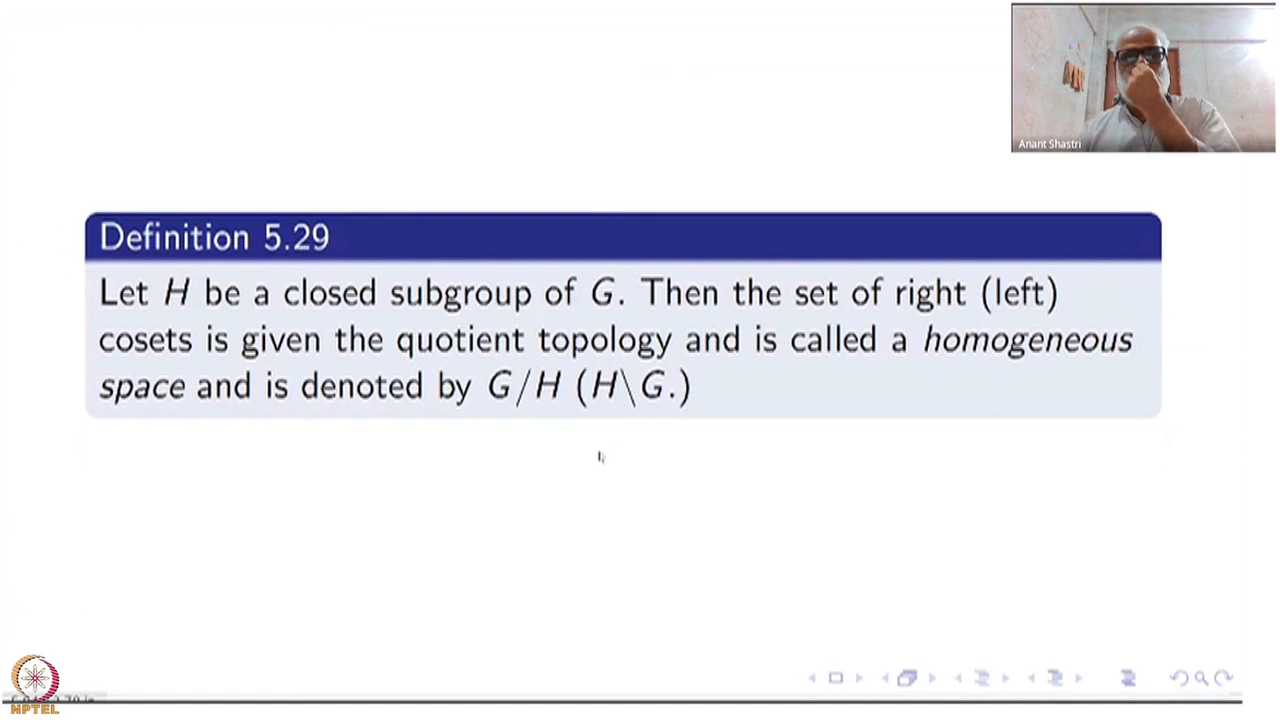 Anant Shastri
Definition 5.29
Let H be a closed subgroup of G. Then the set of right (left)
cosets is given the quotient topology and is called a homogeneous
space and is denoted by G/H (H\G.)
NPTEL